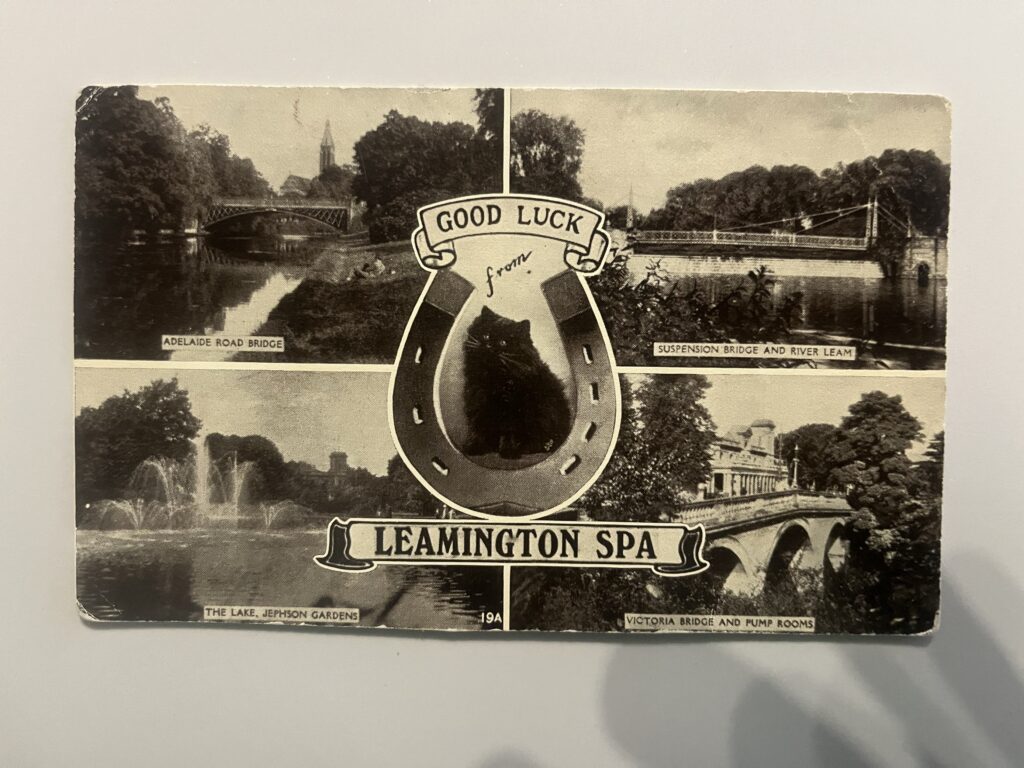 GOOD LUCK
from
ADELAIDE ROAD BRIDGE
SUSPENSION BRIDGE AND RIVER LEAM
LEAMINGTON SPA
THE LAKE, JEPHSON GARDENS
19A
VICTORIA BRIDGE AND PUMP ROOMS